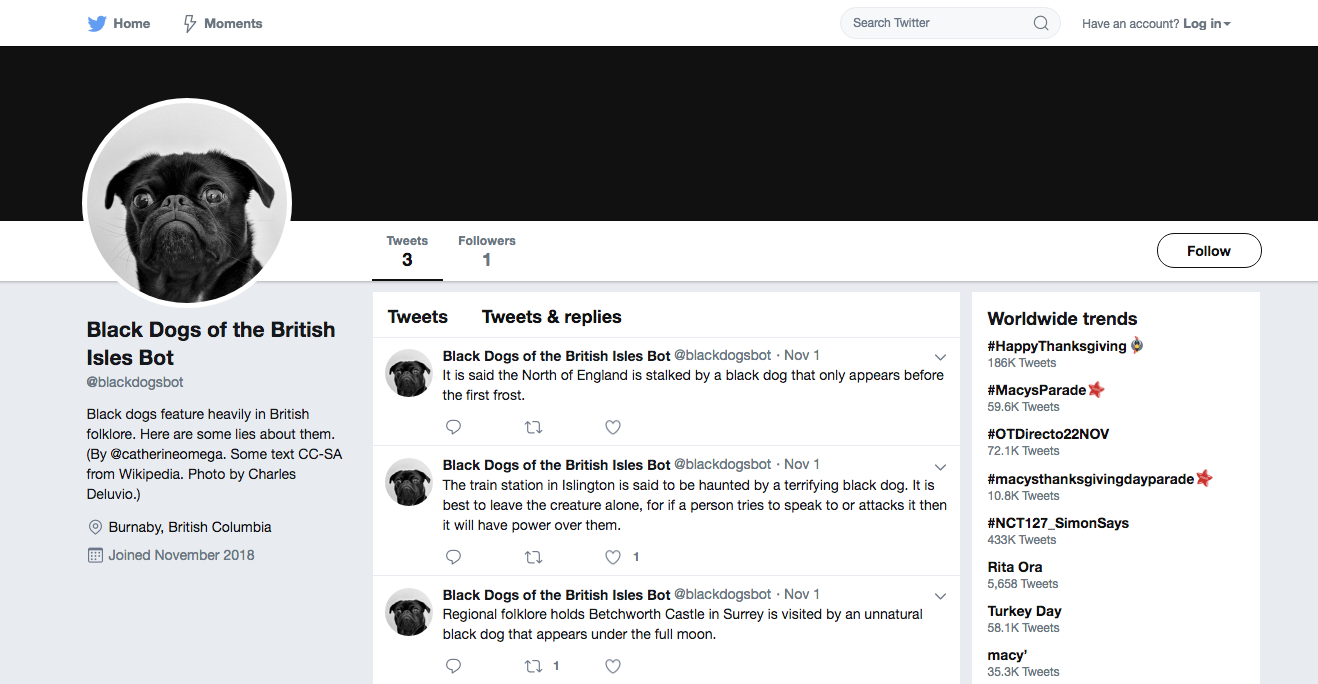 Home
Moments
Search Twitter
Have an account? Log in
Tweets
3
Followers
1
Follow
Black Dogs of the British
Isles Bot
@blackdogsbot
Black dogs feature heavily in British
folklore. Here are some lies about them.
(By @catherineomega. Some text CC-SA
from Wikipedia. Photo by Charles
Deluvio.)
Burnaby, British Columbia
Joined November 2018
Tweets
Tweets & replies
Black Dogs of the British Isles Bot @blackdogsbot · Nov 1
It is said the North of England is stalked by a black dog that only appears before
the first frost.
Black Dogs of the British Isles Bot @blackdogsbot · Nov 1
The train station in Islington is said to be haunted by a terrifying black dog. It is
best to leave the creature alone, for if a person tries to speak to or attacks it then
it will have power over them.
1
Black Dogs of the British Isles Bot @blackdogsbot · Nov 1
Regional folklore holds Betchworth Castle in Surrey is visited by an unnatural
black dog that appears under the full moon.
1
Worldwide trends
#HappyThanksgiving
186K Tweets
#MacysParade
59.6K Tweets
#OTDirecto22NOV
72.1K Tweets
#macysthanksgivingdayparade
10.8K Tweets
#NCT127_SimonSays
433K Tweets
Rita Ora
5,658 Tweets
Turkey Day
58.1K Tweets
macy'
35.3K Tweets